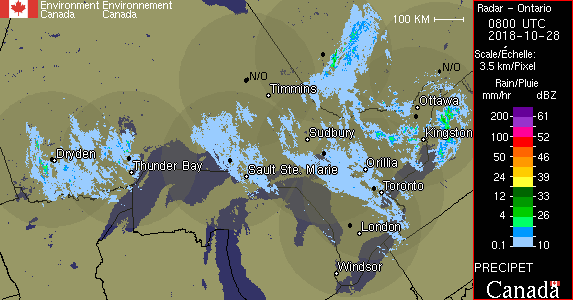 Environment Environnement
Canada Canada
100 KM
N/O
N/O
Timmins
Ottawa
Sudbury
Kingston
Dryden
Thunder Bay
Sault Ste. Marie
Orillia
Toronto
London
Windsor
Radar - Ontario
0800 UTC
2018-10-28
Scale/Échelle:
3.5 km/Pixel
Rain/Pluie
mm/hr dBZ
200 61
100 52
50 46
24 39
12 33
4 26
0.1 10
PRECIPET
Canada